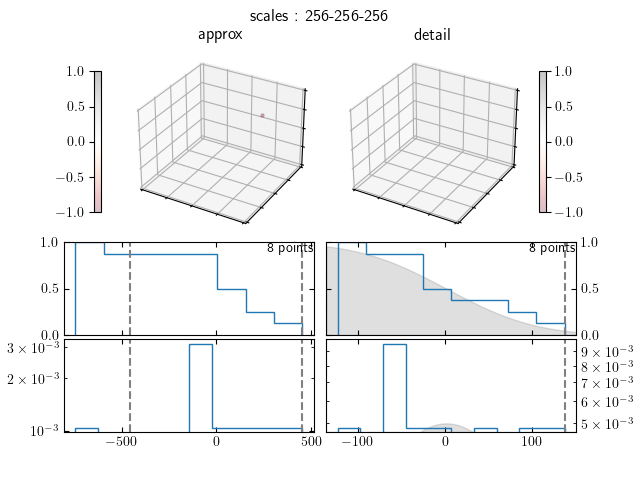 scales : 256-256-256
approx
detail
1.0
0.5
0.0
−0.5
−1.0
1.0
0.5
0.0
−0.5
−1.0
1.0
0.5
0.0
8 points
8 points
1.0
0.5
0.0
3 × 10⁻³
2 × 10⁻³
10⁻³
9 × 10⁻³
8 × 10⁻³
7 × 10⁻³
6 × 10⁻³
5 × 10⁻³
−500 0 500
−100 0 100